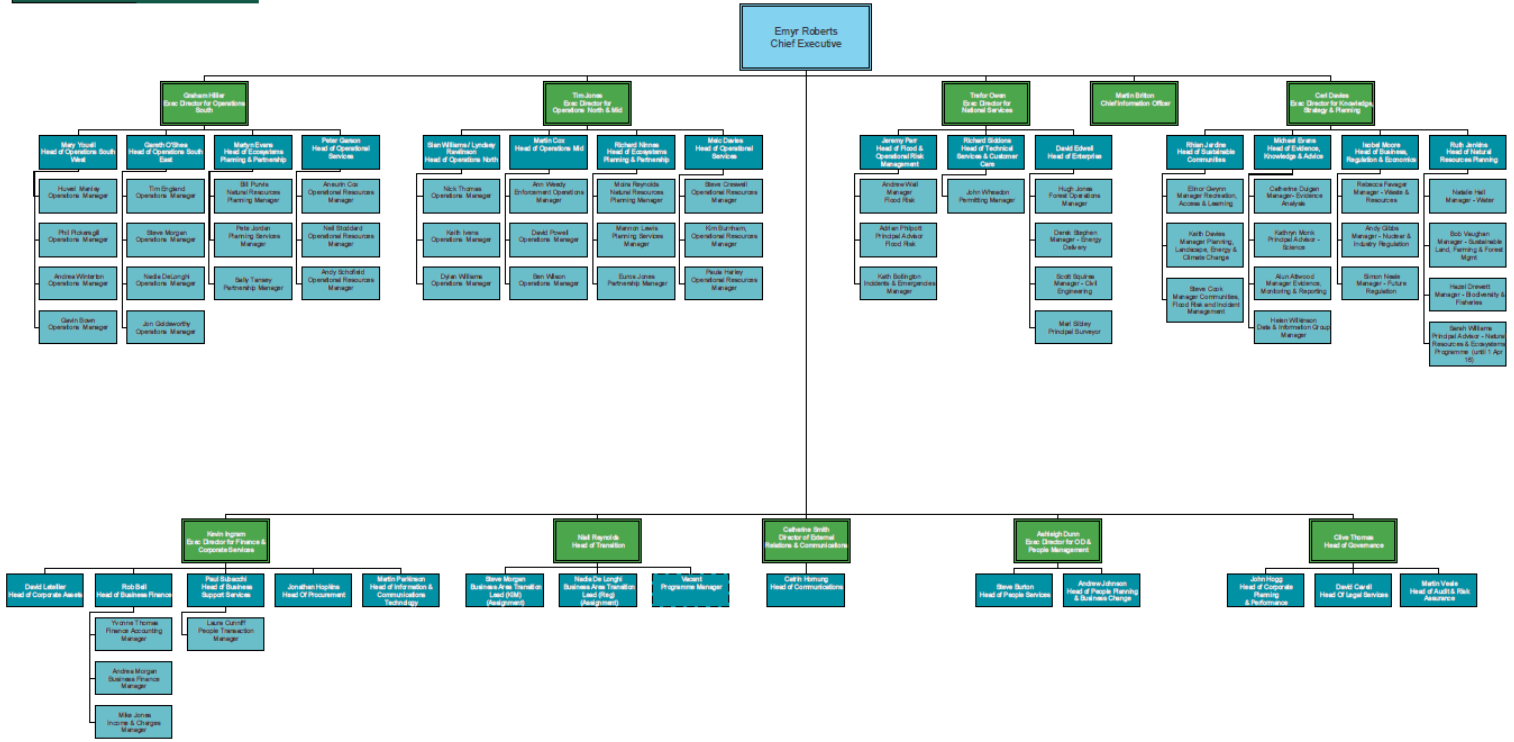 Emyr Roberts
Chief Executive
Graham Hillier
Exec Director for Operations
South
Tim Jones
Exec Director for
Operations North & Mid
Trefor Owen
Exec Director for
National Services
Martin Britton
Chief Information Officer
Ceri Davies
Exec Director for Knowledge,
Strategy & Planning
Mary Youell
Head of Operations South
West
Gareth O'Shea
Head of Operations South
East
Martyn Evans
Head of Ecosystems
Planning & Partnership
Peter Garson
Head of Operational
Services
Sian Williams / Lyndsey
Rawlinson
Head of Operations North
Martin Cox
Head of Operations Mid
Richard Ninnes
Head of Ecosystems
Planning & Partnership
Meic Davies
Head of Operational
Services
Jeremy Parr
Head of Flood &
Operational Risk
Management
Richard Siddons
Head of Technical
Services & Customer
Care
David Edwell
Head of Enterprise
Rhian Jardine
Head of Sustainable
Communities
Michael Evans
Head of Evidence,
Knowledge & Advice
Isobel Moore
Head of Business,
Regulation & Economics
Ruth Jenkins
Head of Natural
Resources Planning
Huwel Manley
Operations Manager
Tim England
Operations Manager
Bill Purvis
Natural Resources
Planning Manager
Aneurin Cox
Operational Resources
Manager
Nick Thomas
Operations Manager
Ann Weedy
Enforcement Operations
Manager
Moira Reynolds
Natural Resources
Planning Manager
Steve Cresswell
Operational Resources
Manager
Andrew Wall
Manager
Flood Risk
John Wheadon
Permitting Manager
Hugh Jones
Forest Operations
Manager
Elinor Gwynn
Manager Recreation,
Access & Learning
Catherine Duigan
Manager- Evidence
Analysis
Rebecca Favager
Manager - Waste &
Resources
Natalie Hall
Manager - Water
Phil Pickersgill
Operations Manager
Steve Morgan
Operations Manager
Pete Jordan
Planning Services
Manager
Neil Stoddard
Operational Resources
Manager
Keith Ivens
Operations Manager
David Powell
Operations Manager
Mannon Lewis
Planning Services
Manager
Kim Burnham,
Operational Resources
Manager
Adrian Philpott
Principal Advisor
Flood Risk
Derek Stephen
Manager - Energy
Delivery
Keith Davies
Manager Planning,
Landscape, Energy &
Climate Change
Kathryn Monk
Principal Advisor -
Science
Andy Gibbs
Manager - Nuclear &
Industry Regulation
Bob Vaughan
Manager - Sustainable
Land, Farming & Forest
Mgmt
Andrea Winterton
Operations Manager
Nadia DeLonghi
Operations Manager
Sally Tansey
Partnership Manager
Andy Schofield
Operational Resources
Manager
Dylan Williams
Operations Manager
Ben Wilson
Operations Manager
Euros Jones
Partnership Manager
Paula Harley
Operational Resources
Manager
Kath Bollington
Incidents & Emergencies
Manager
Scott Squires
Manager - Civil
Engineering
Steve Cook
Manager Communities,
Flood Risk and Incident
Management
Alun Attwood
Manager Evidence,
Monitoring & Reporting
Simon Neale
Manager - Future
Regulation
Hazel Drewett
Manager - Biodiversity &
Fisheries
Gavin Bown
Operations Manager
Jon Goldsworthy
Operations Manager
Mari Sibley
Principal Surveyor
Helen Wilkinson
Data & Information Group
Manager
Sarah Williams
Principal Advisor - Natural
Resources & Ecosystems
Programme (until 1 Apr
15)
Kevin Ingram
Exec Director for Finance &
Corporate Services
Niall Reynolds
Head of Transition
Catherine Smith
Director of External
Relations & Communications
Ashleigh Dunn
Exec Director for OD &
People Management
Clive Thomas
Head of Governance
David Letellier
Head of Corporate Assets
Rob Bell
Head of Business Finance
Paul Subacchi
Head of Business
Support Services
Jonathan Hopkins
Head Of Procurement
Martin Parkinson
Head of Information &
Communications
Technology
Steve Morgan
Business Area Transition
Lead (KIM)
(Assignment)
Nadia De Longhi
Business Area Transition
Lead (Reg)
(Assignment)
Vacant
Programme Manager
Catrin Hornung
Head of Communications
Steve Burton
Head of People Services
Andrew Johnson
Head of People Planning
& Business Change
John Hogg
Head of Corporate
Planning
& Performance
David Cavell
Head Of Legal Services
Martin Veale
Head of Audit & Risk
Assurance
Yvonne Thomas
Finance Accounting
Manager
Laurie Cunniff
People Transaction
Manager
Andrea Morgan
Business Finance
Manager
Mike Jones
Income & Charges
Manager